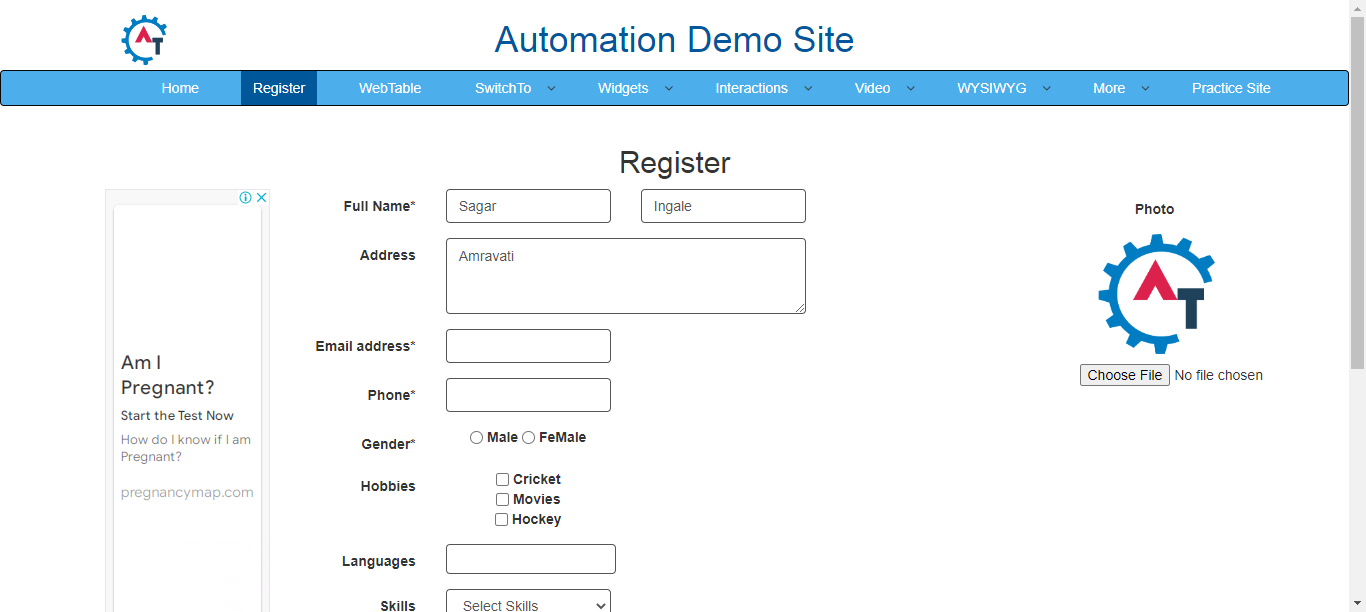 AT
Automation Demo Site
Home Register WebTable SwitchTo Widgets Interactions Video WYSIWYG More Practice Site
Register
Full Name* Sagar Ingale
Photo
Address Amravati
AT
Email address*
Am I
Pregnant?
Choose File No file chosen
Phone*
Start the Test Now
How do I know if I am
Pregnant?
pregnancymap.com
Gender* Male FeMale
Hobbies Cricket
Movies
Hockey
Languages
Skills Select Skills